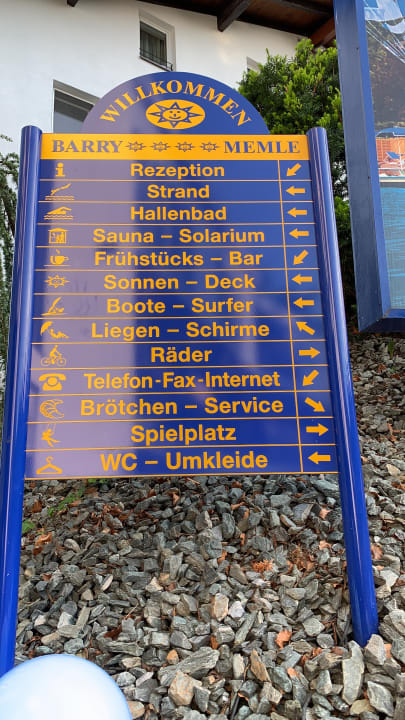 WILLKOMMEN
BARRY MEMLE
Rezeption
Strand
Hallenbad
Sauna – Solarium
Frühstücks – Bar
Sonnen – Deck
Boote – Surfer
Liegen – Schirme
Räder
Telefon-Fax-Internet
Brötchen – Service
Spielplatz
WC – Umkleide